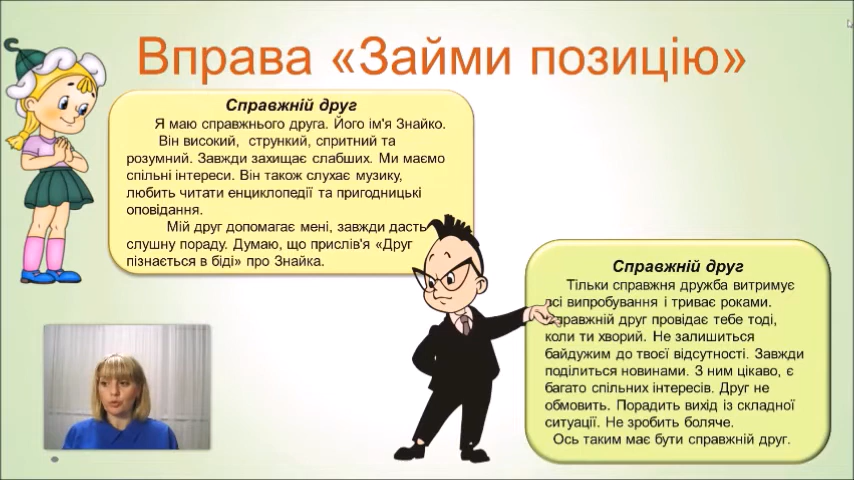 Вправа «Займи позицію»
Справжній друг
Я маю справжнього друга. Його ім'я Знайко.
Він високий, стрункий, спритний та
розумний. Завжди захищає слабших. Ми маємо
спільні інтереси. Він також слухає музику,
любить читати енциклопедії та пригодницькі
оповідання.
Мій друг допомагає мені, завжди дасть
слушну пораду. Думаю, що прислів'я «Друг
пізнається в біді» про Знайка.
Справжній друг
Тільки справжня дружба витримує
всі випробування і триває роками.
Справжній друг провідає тебе тоді,
коли ти хворий. Не залишиться
байдужим до твоєї відсутності. Завжди
поділиться новинами. З ним цікаво, є
багато спільних інтересів. Друг не
обмовить. Порадить вихід із складної
ситуації. Не зробить боляче.
Ось таким має бути справжній друг.